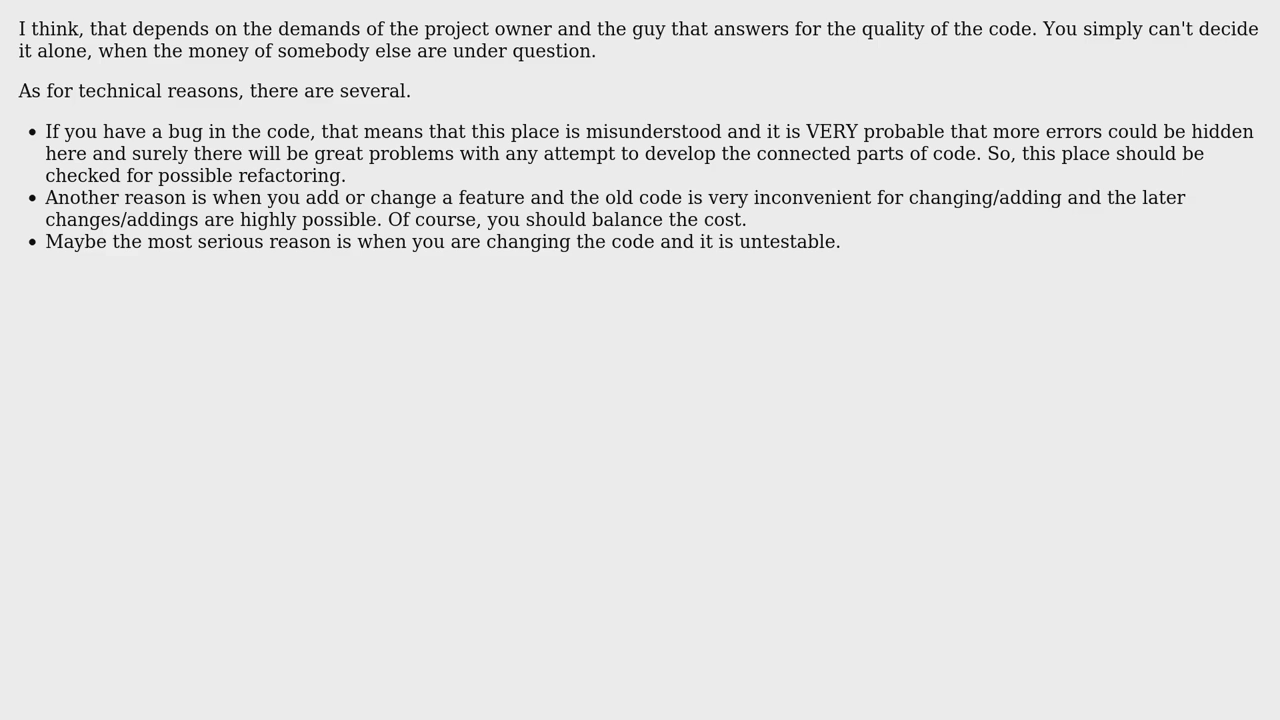 I think, that depends on the demands of the project owner and the guy that answers for the quality of the code. You simply can't decide
it alone, when the money of somebody else are under question.
As for technical reasons, there are several.
• If you have a bug in the code, that means that this place is misunderstood and it is VERY probable that more errors could be hidden
here and surely there will be great problems with any attempt to develop the connected parts of code. So, this place should be
checked for possible refactoring.
• Another reason is when you add or change a feature and the old code is very inconvenient for changing/adding and the later
changes/addings are highly possible. Of course, you should balance the cost.
• Maybe the most serious reason is when you are changing the code and it is untestable.